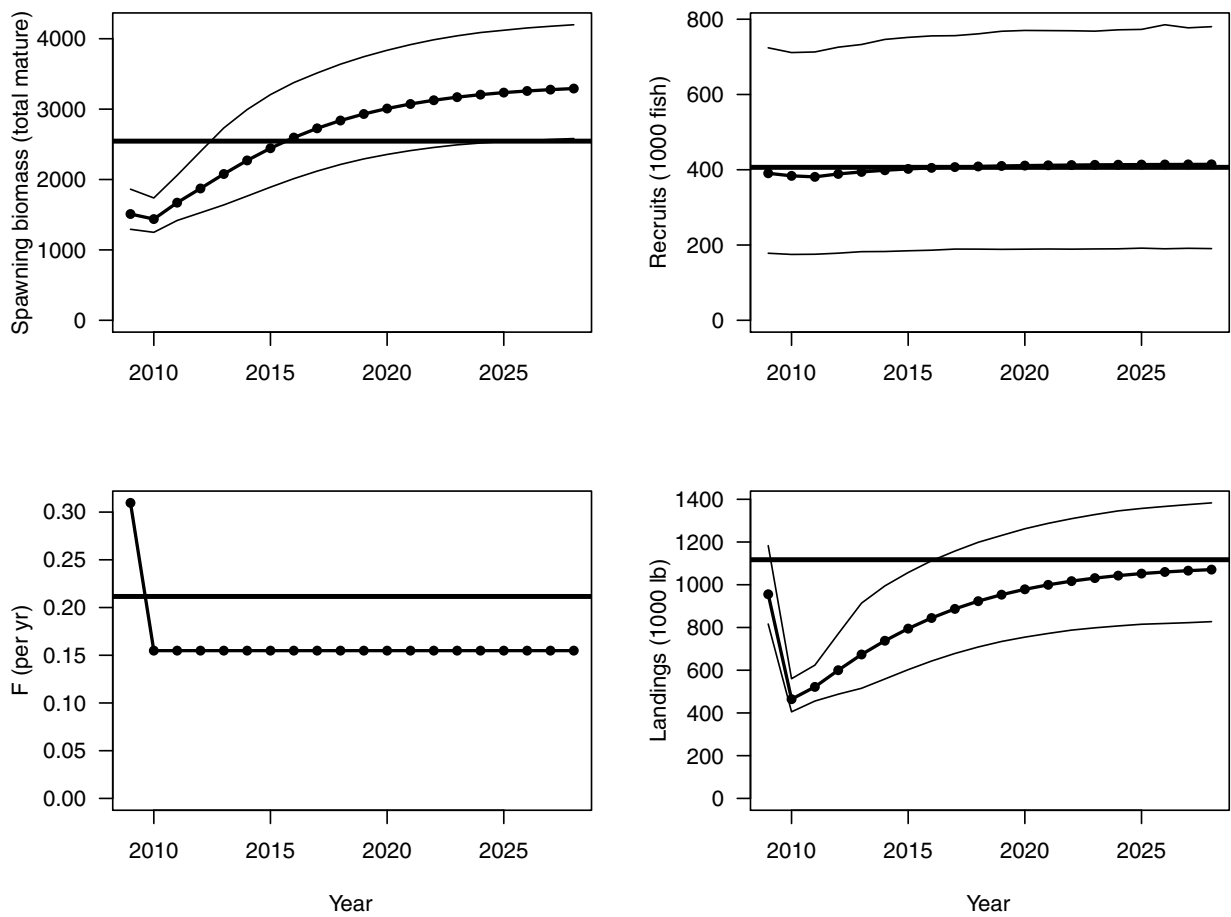 Spawning biomass (total mature)
4000
3000
2000
1000
0
2010 2015 2020 2025
Recruits (1000 fish)
800
600
400
200
0
2010 2015 2020 2025
F (per yr)
0.30
0.25
0.20
0.15
0.10
0.05
0.00
2010 2015 2020 2025
Year
Landings (1000 lb)
1400
1200
1000
800
600
400
200
0
2010 2015 2020 2025
Year